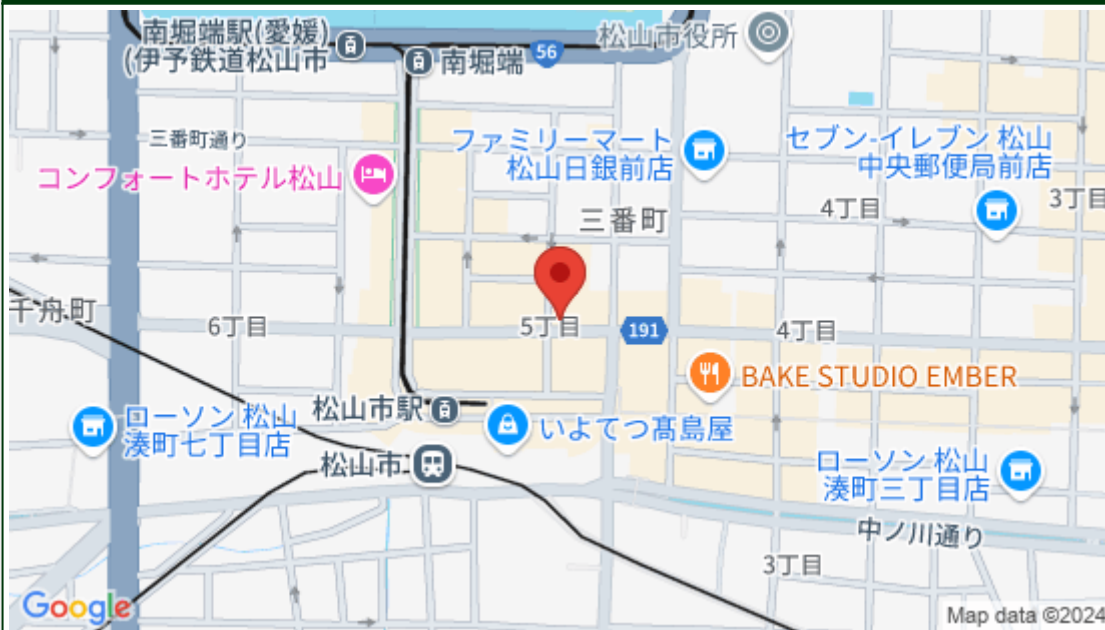 南堀端駅(愛媛)
(伊予鉄道松山市
南堀端
56
松山市役所
三番町通り
ファミリーマート
松山日銀前店
セブン-イレブン 松山
中央郵便局前店
コンフォートホテル松山
三番町
4丁目
3丁目
千舟町
6丁目
5丁目
191
4丁目
BAKE STUDIO EMBER
松山市駅
いよてつ髙島屋
ローソン 松山
湊町七丁目店
松山市
ローソン 松山
湊町三丁目店
中ノ川通り
3丁目
Google
Map data ©2024